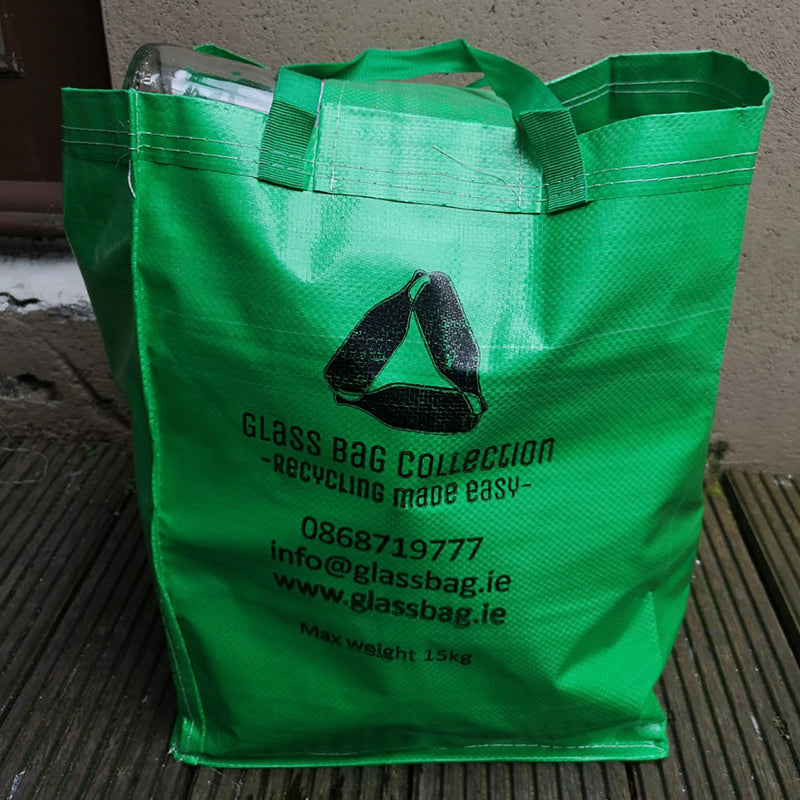 GLASS BAG COLLECTION
-RECYCLING MADE EASY-
0868719777
info@glassbag.ie
www.glassbag.ie
Max weight 15kg